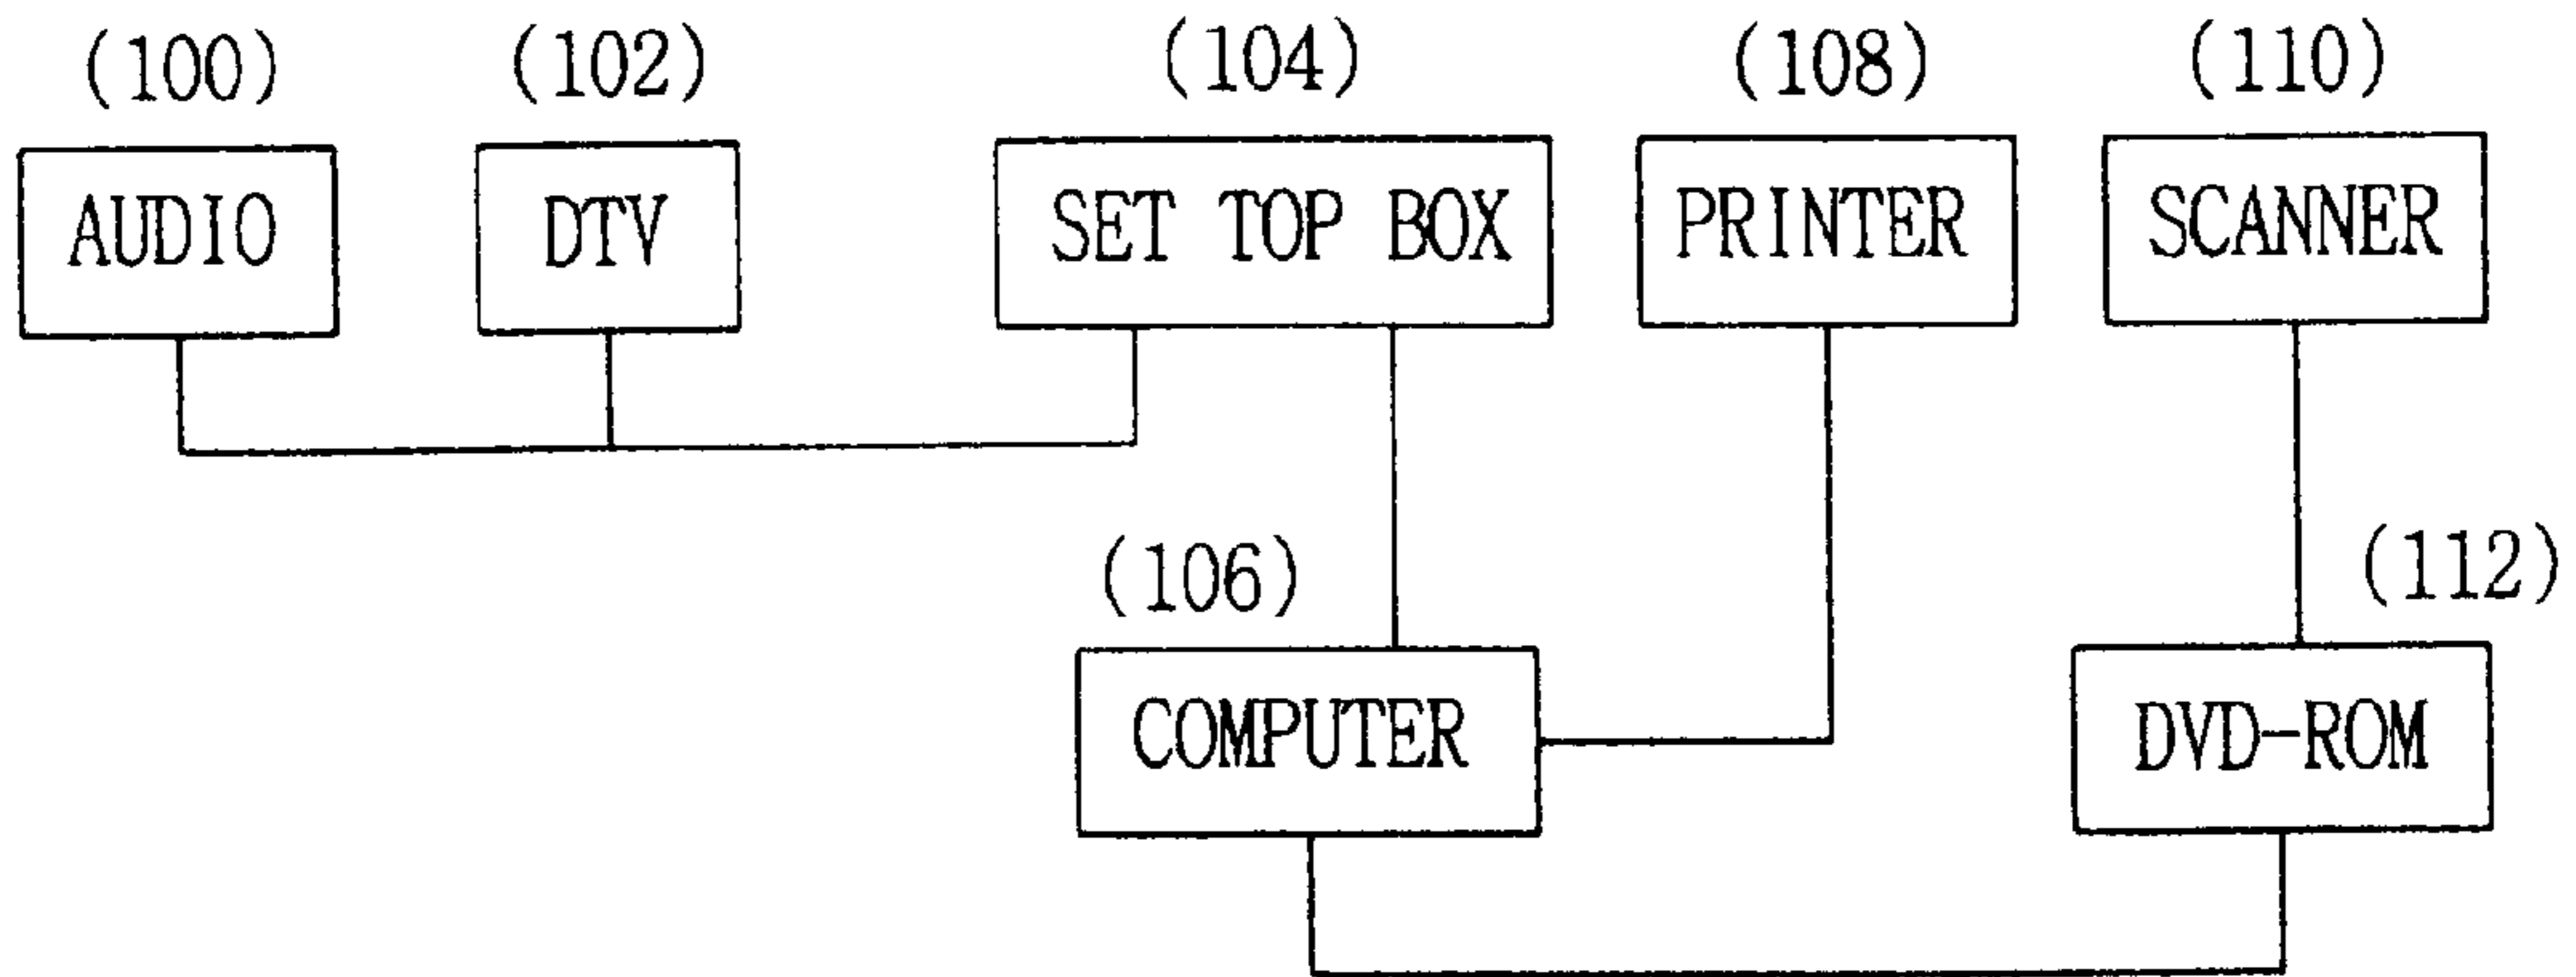 (100) (102) (104) (108) (110)
AUDIO DTV SET TOP BOX PRINTER SCANNER
(106) (112)
COMPUTER DVD-ROM